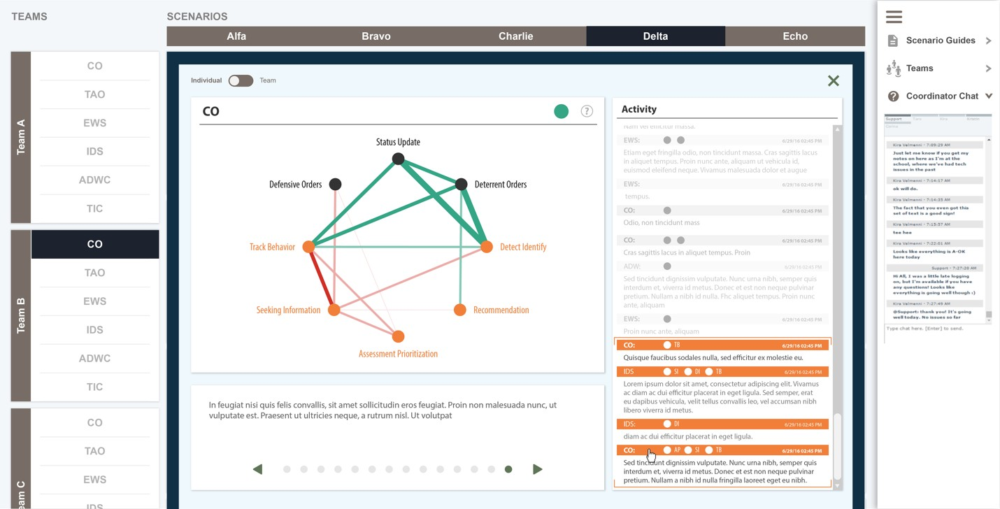 TEAMS
Team A
CO
TAO
EWS
IDS
ADWC
TIC
Team B
CO
TAO
EWS
IDS
ADWC
TIC
eam C
CO
TAO
EWS
IDS
SCENARIOS
Alfa
Bravo
Charlie
Delta
Echo
Individual
Team
CO
?
Status Update
Defensive Orders
Deterrent Orders
Track Behavior
Detect Identify
Seeking Information
Recommendation
Assessment Prioritization
In feugiat nisi quis felis convallis, sit amet sollicitudin eros feugiat. Proin non malesuada nunc, ut
vulputate est. Praesent ut ultricies neque, a rutrum nisl. Ut volutpat
Activity
Nam vel efficitur massa.
EWS: 6/29/16 02:45 PM
Etiam eget fringilla odio, non tincidunt massa. Cras sagittis lacus
in aliquet tempus. Proin nunc ante, aliquam ut vehicula id,
euismod eleifend neque. Vivamus malesuada dolor et augue
EWS: 6/29/16 02:45 PM
tempus.
CO: 6/29/16 02:45 PM
Odio, non tincidunt mass
CO: 6/29/16 02:45 PM
Cras sagittis lacus in aliquet tempus. Proin
ADW: 6/29/16 02:45 PM
Sed tincidunt dignissim vulputate. Nunc urna nibh, semper quis
interdum et, viverra id metus. Donec et est non neque pulvinar
pretium. Nullam a nibh id nulla. Fhc aliquet tempus. Proin nunc
ante, aliquam
EWS: 6/29/16 02:45 PM
Proin nunc ante, aliquam
CO: TB 6/29/16 02:45 PM
Quisque faucibus sodales nulla, sed efficitur ex molestie eu.
IDS SI DI TB 6/29/16 02:45 PM
Lorem ipsum dolor sit amet, consectetur adipiscing elit. Vivamus
ac diam ac dui efficitur placerat in eget ligula. Sed semper, erat
eu dapibus vehicula, velit tellus convallis leo, vel accumsan nibh
libero viverra id metus.
IDS: DI 6/29/16 02:45 PM
diam ac dui efficitur placerat in eget ligula.
CO: AP SI TB 6/29/16 02:45 PM
Sed tincidunt dignissim vulputate. Nunc urna nibh, semper quis
interdum et, viverra id metus. Donec et est non neque pulvinar
pretium. Nullam a nibh id nulla fringilla laoreet eget eu nibh.
Scenario Guides
Teams
? Coordinator Chat
Support
Kira Valmanni - 7:09:29 AM
Just let me know if you get my
notes on here as I'm at the
school, where we've had tech
issues in the past
Kira Valmanni - 7:14:17 AM
ok will do.
Kira Valmanni - 7:14:35 AM
The fact that you even got this
set of text is a good sign!
Kira Valmanni - 7:15:57 AM
tee hee
Kira Valmanni - 7:22:01 AM
Looks like everything is A-OK
here today
Support - 7:27:20 AM
Hi All, I was a little late logging
on, but I'm available if you have
any questions! Looks like
everything is going well though :)
Kira Valmanni - 7:27:49 AM
@Support: thank you! It's going
well today. No issues so far
Type chat here. [Enter] to send.